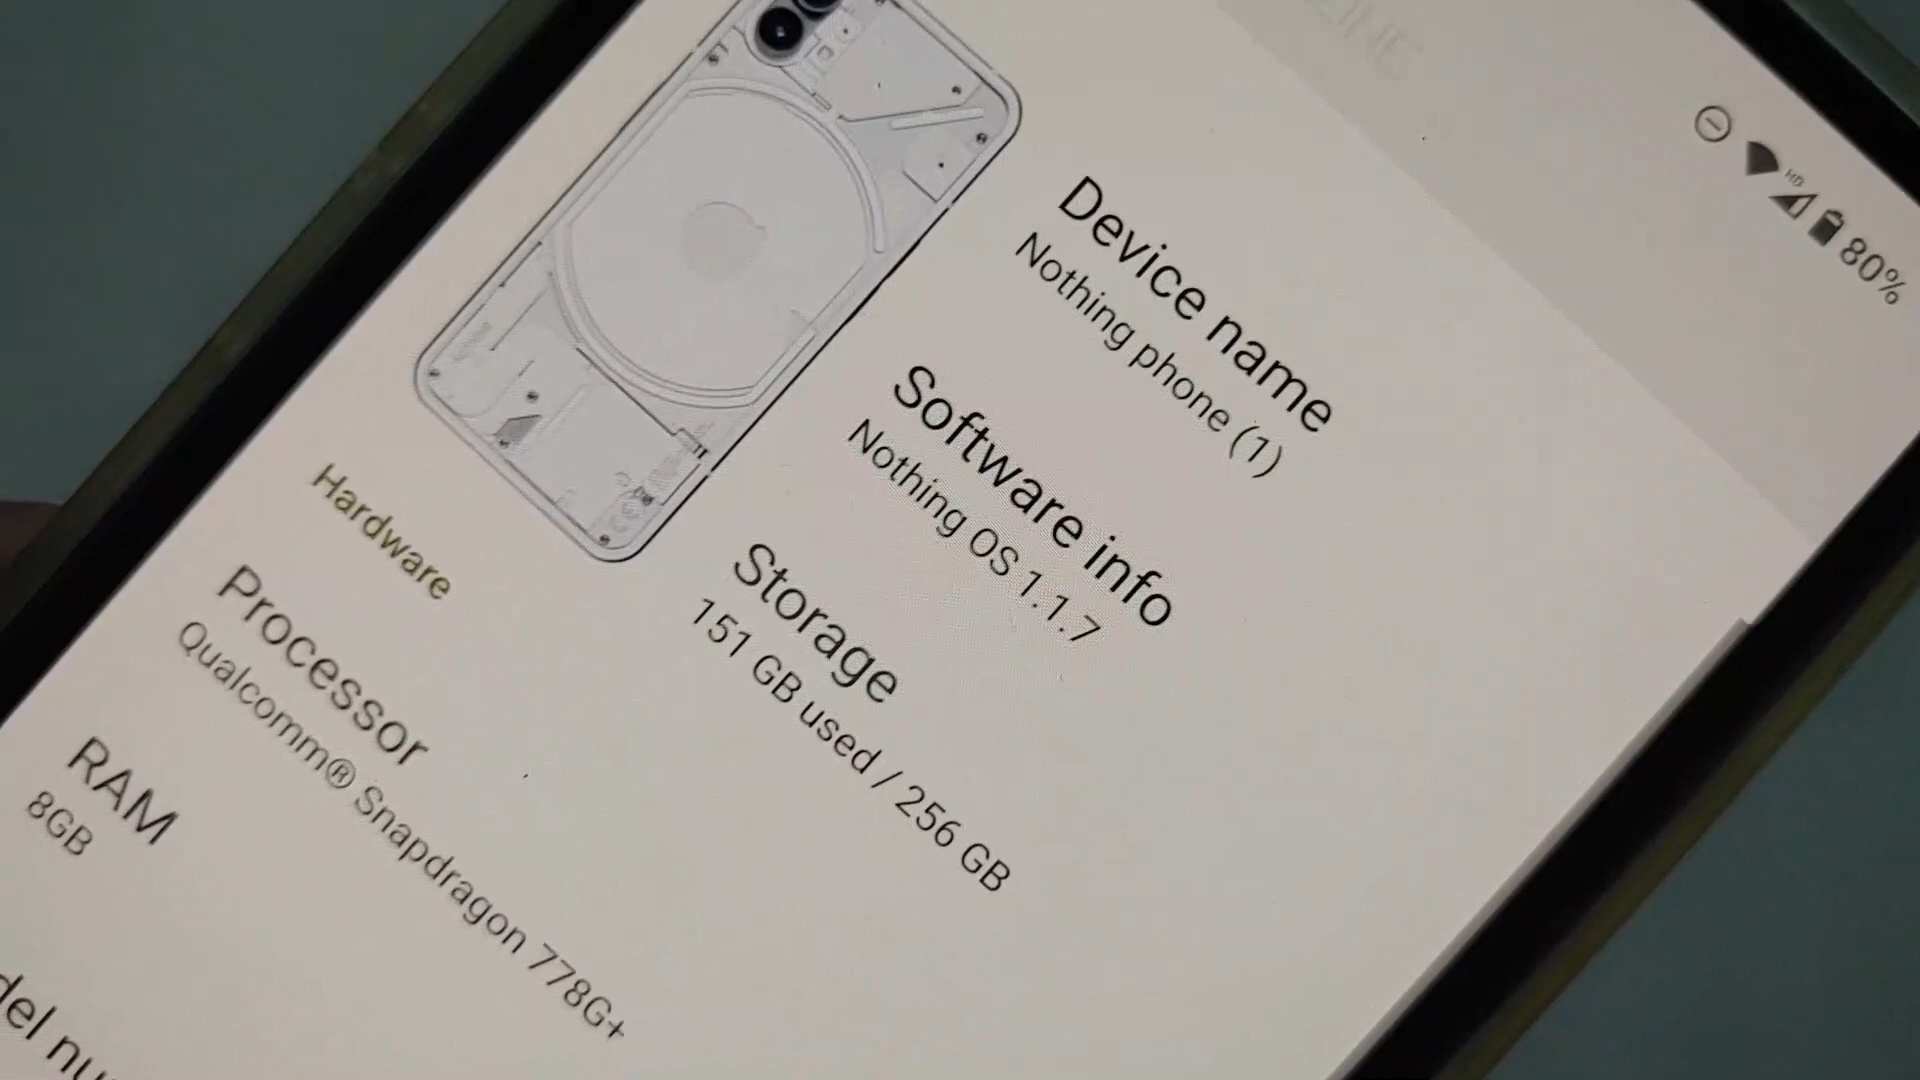 HD
80%
Device name
Nothing phone (1)
Software info
Nothing OS 1.1.7
Storage
151 GB used / 256 GB
Hardware
Processor
Qualcomm® Snapdragon 778G+
RAM
8GB